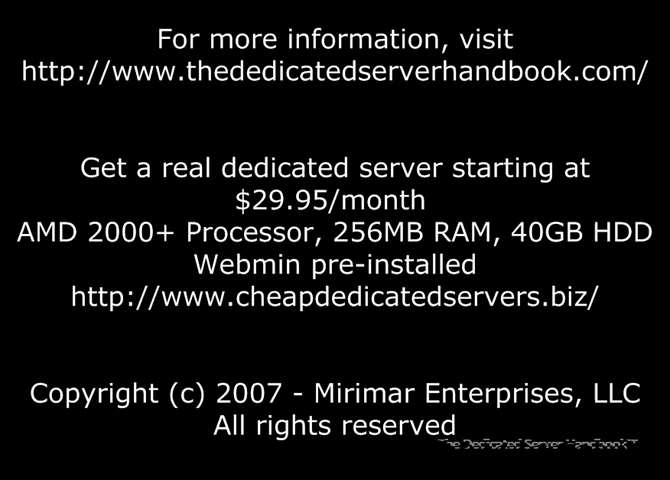 For more information, visit
http://www.thededicatedserverhandbook.com/
Get a real dedicated server starting at
$29.95/month
AMD 2000+ Processor, 256MB RAM, 40GB HDD
Webmin pre-installed
http://www.cheapdedicatedservers.biz/
Copyright (c) 2007 - Mirimar Enterprises, LLC
All rights reserved
The Dedicated Server Handbook™